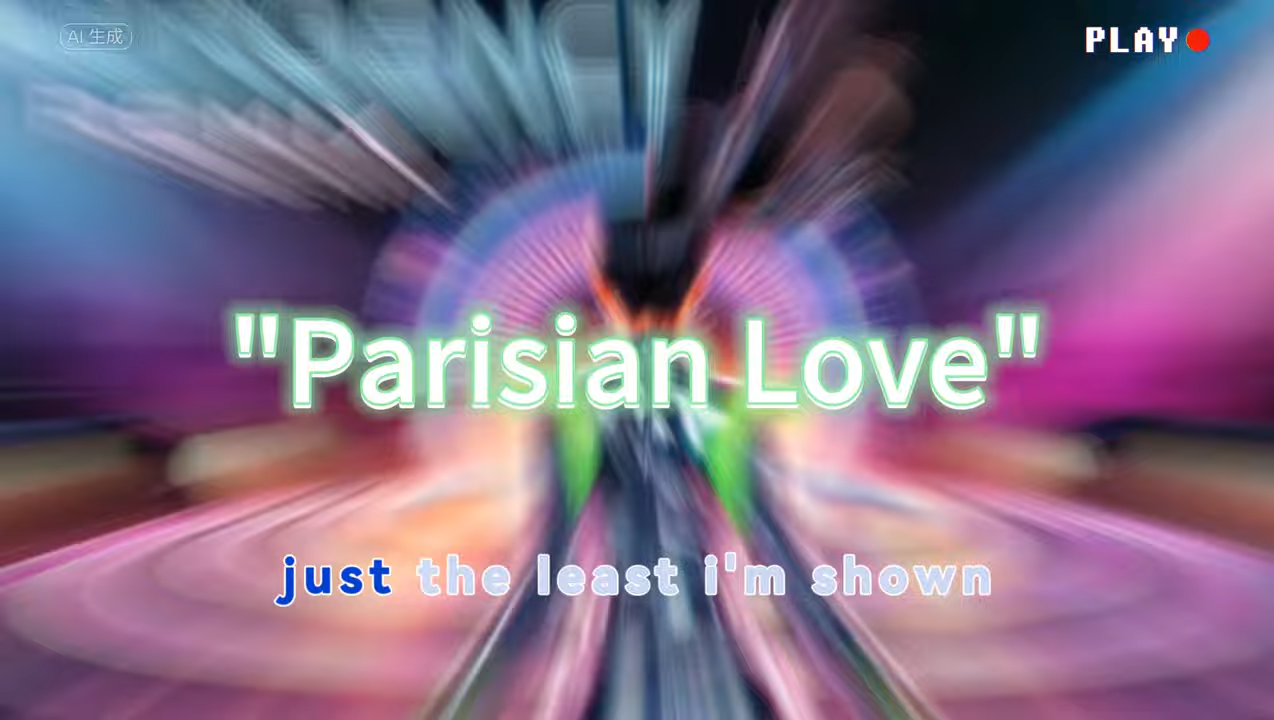 AI 生成
PLAY
"Parisian Love"
just the least i'm shown